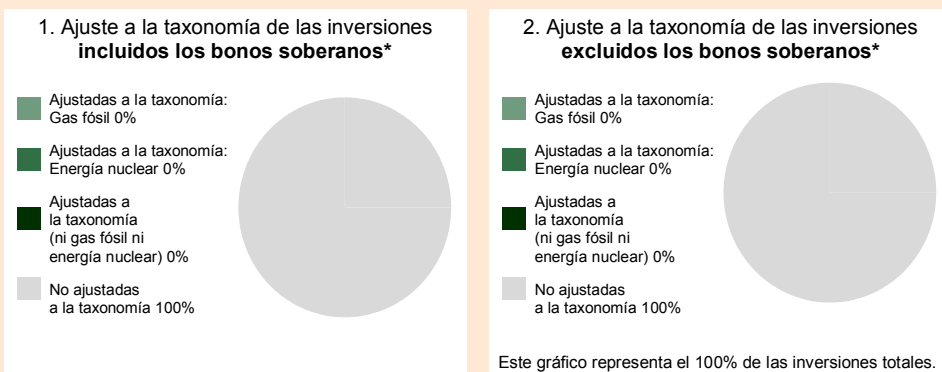 1. Ajuste a la taxonomía de las inversiones
incluidos los bonos soberanos*
Ajustadas a la taxonomía:
Gas fósil 0%
Ajustadas a la taxonomía:
Energía nuclear 0%
Ajustadas a
la taxonomía
(ni gas fósil ni
energía nuclear) 0%
No ajustadas
a la taxonomía 100%
2. Ajuste a la taxonomía de las inversiones
excluidos los bonos soberanos*
Ajustadas a la taxonomía:
Gas fósil 0%
Ajustadas a la taxonomía:
Energía nuclear 0%
Ajustadas a
la taxonomía
(ni gas fósil ni
energía nuclear) 0%
No ajustadas
a la taxonomía 100%
Este gráfico representa el 100% de las inversiones totales.